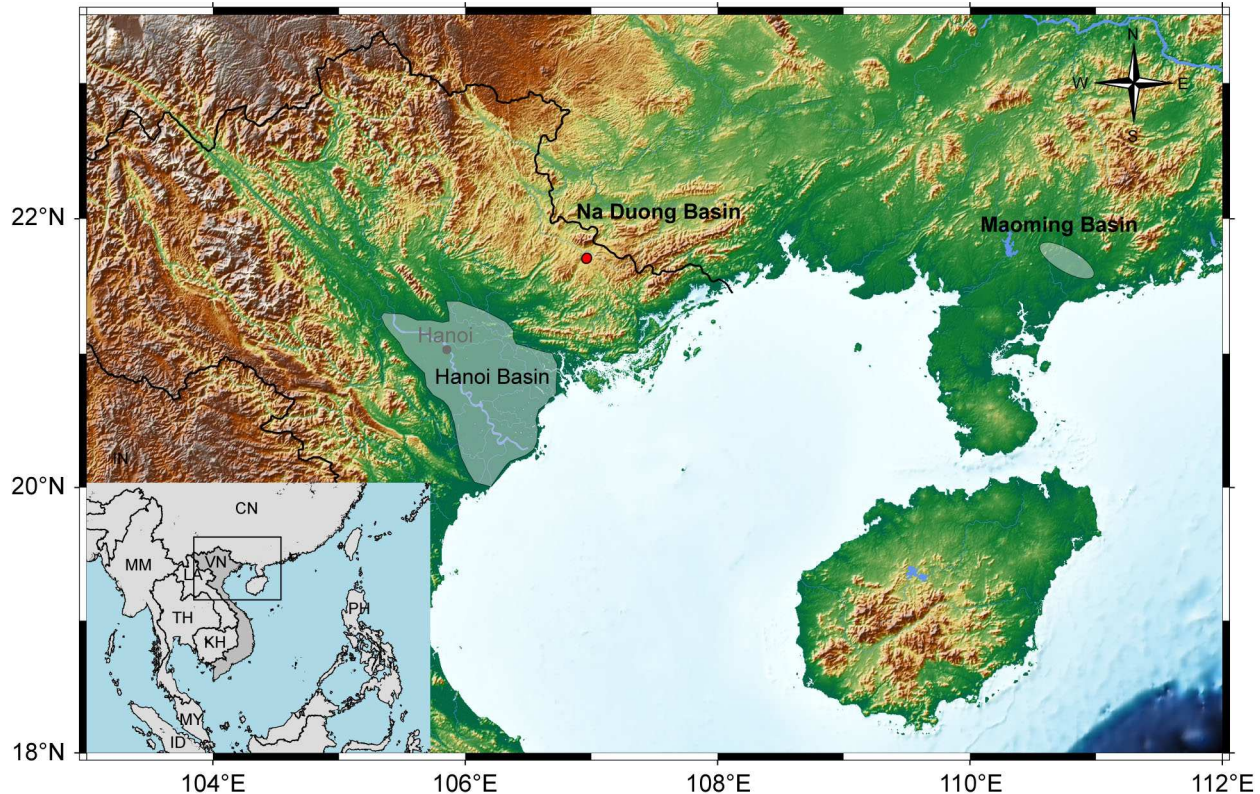 N
W
E
S
22°N
Na Duong Basin
Maoming Basin
Hanoi
Hanoi Basin
20°N
IN
CN
MM
VN
LA
TH
PH
KH
MY
ID
18°N
104°E
106°E
108°E
110°E
112°E